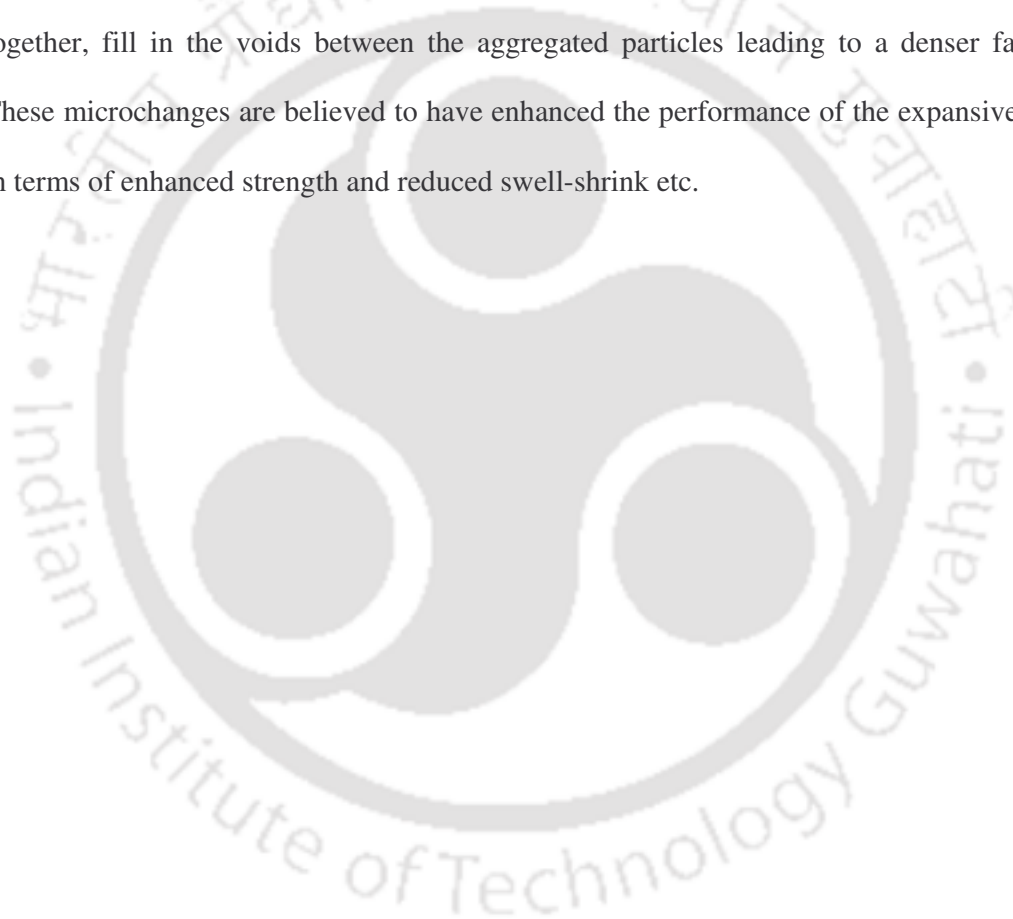 ogether, fill in the voids between the aggregated particles leading to a denser fa
These microchanges are believed to have enhanced the performance of the expansive
n terms of enhanced strength and reduced swell-shrink etc.
गुवाहाटी
Indian Institute of Technology Guwahati